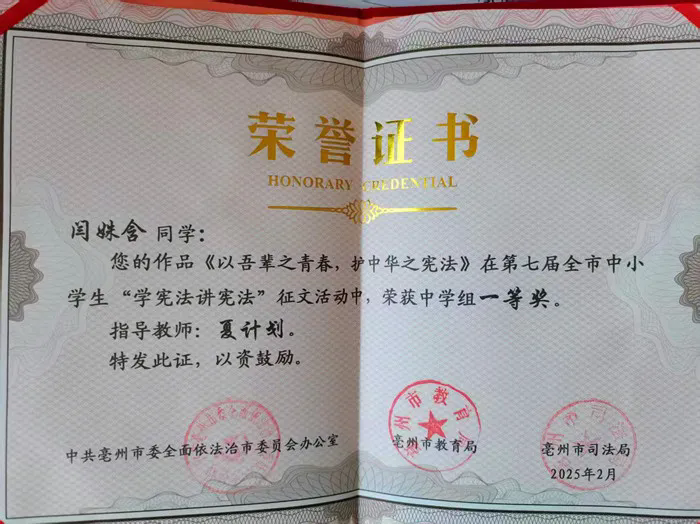 荣誉证书
HONORARY CREDENTIAL
闫姝含 同学：
您的作品《以吾辈之青春，护中华之宪法》在第七届全市中小
学生“学宪法讲宪法”征文活动中，荣获中学组一等奖。
指导教师：夏计划。
特发此证，以资鼓励。
中共亳州市委全面依法治市委员会办公室
亳州市教育局
亳州市司法局
2025年2月